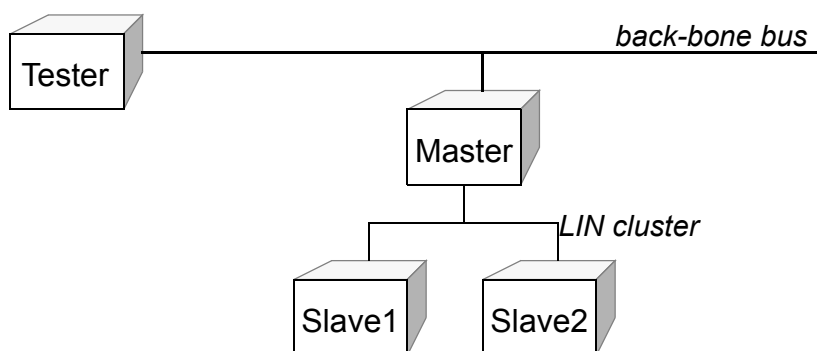 back-bone bus
Tester
Master
LIN cluster
Slave1
Slave2